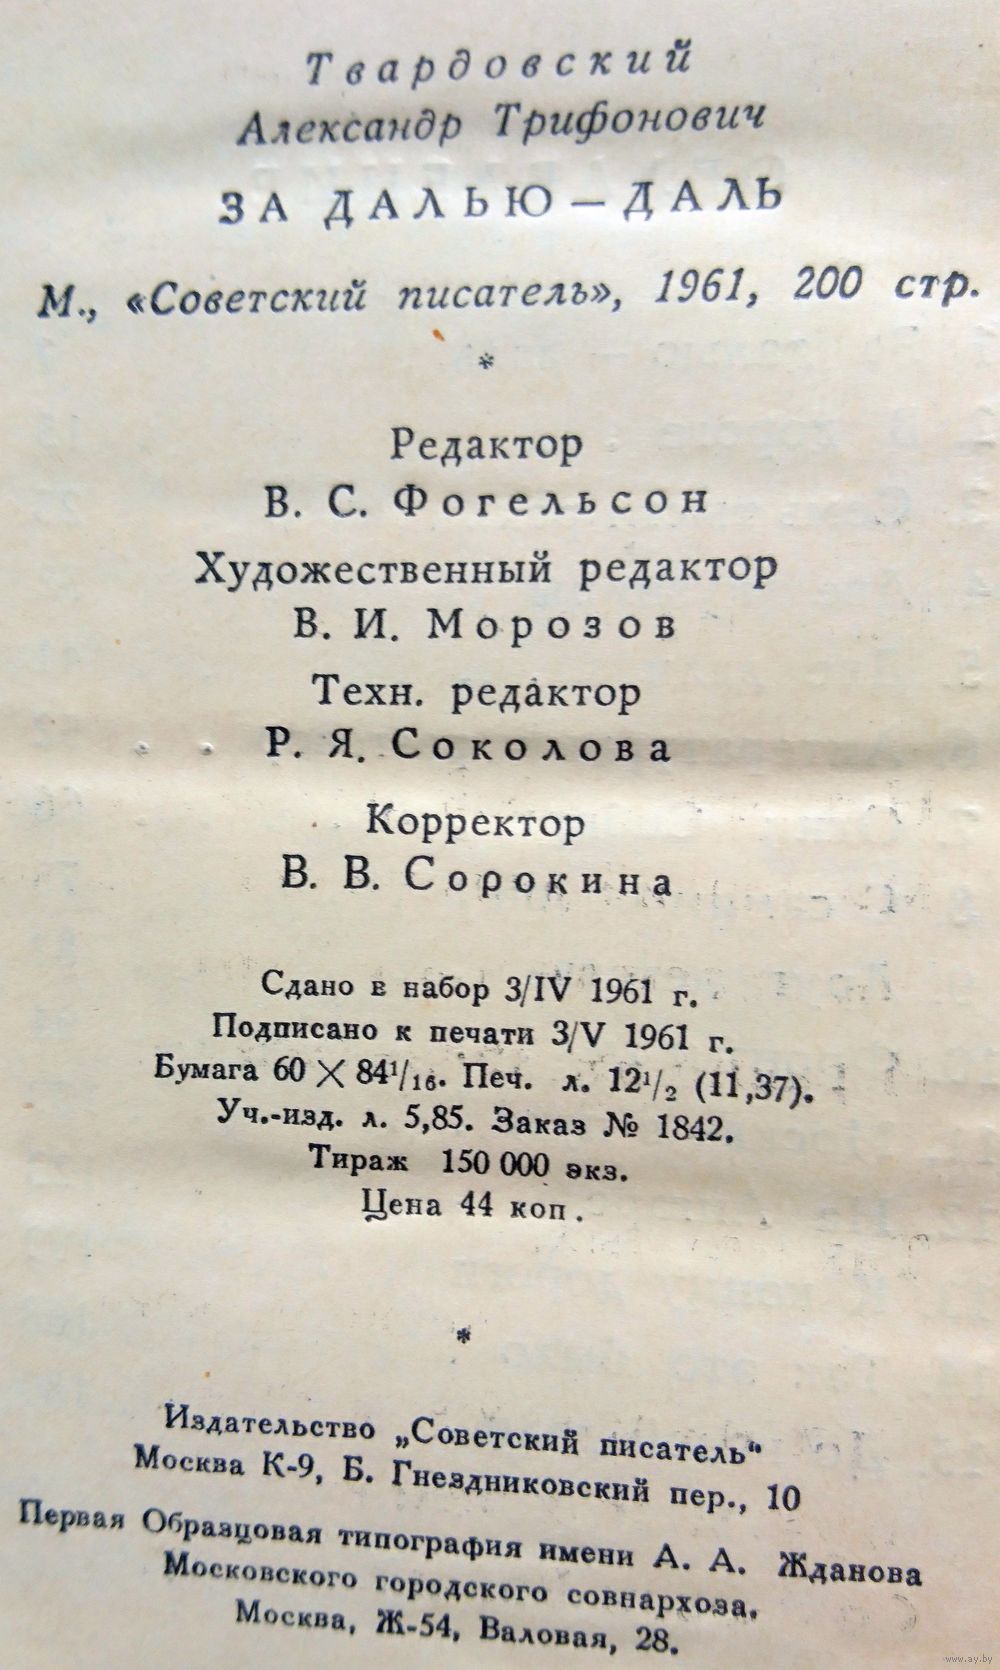 Твардовский
Александр Трифонович
ЗА ДАЛЬЮ — ДАЛЬ
М., «Советский писатель», 1961, 200 стр.
*
Редактор
В. С. Фогельсон
Художественный редактор
В. И. Морозов
Техн. редактор
Р. Я. Соколова
Корректор
В. В. Сорокина
Сдано в набор 3/IV 1961 г.
Подписано к печати 3/V 1961 г.
Бумага 60 × 84¹/₁₆. Печ. л. 12¹/₂ (11,37).
Уч.-изд. л. 5,85. Заказ № 1842.
Тираж 150 000 экз.
Цена 44 коп.
*
Издательство „Советский писатель“
Москва К-9, Б. Гнездниковский пер., 10
Первая Образцовая типография имени А. А. Жданова
Московского городского совнархоза.
Москва, Ж-54, Валовая, 28.
www.ay.by